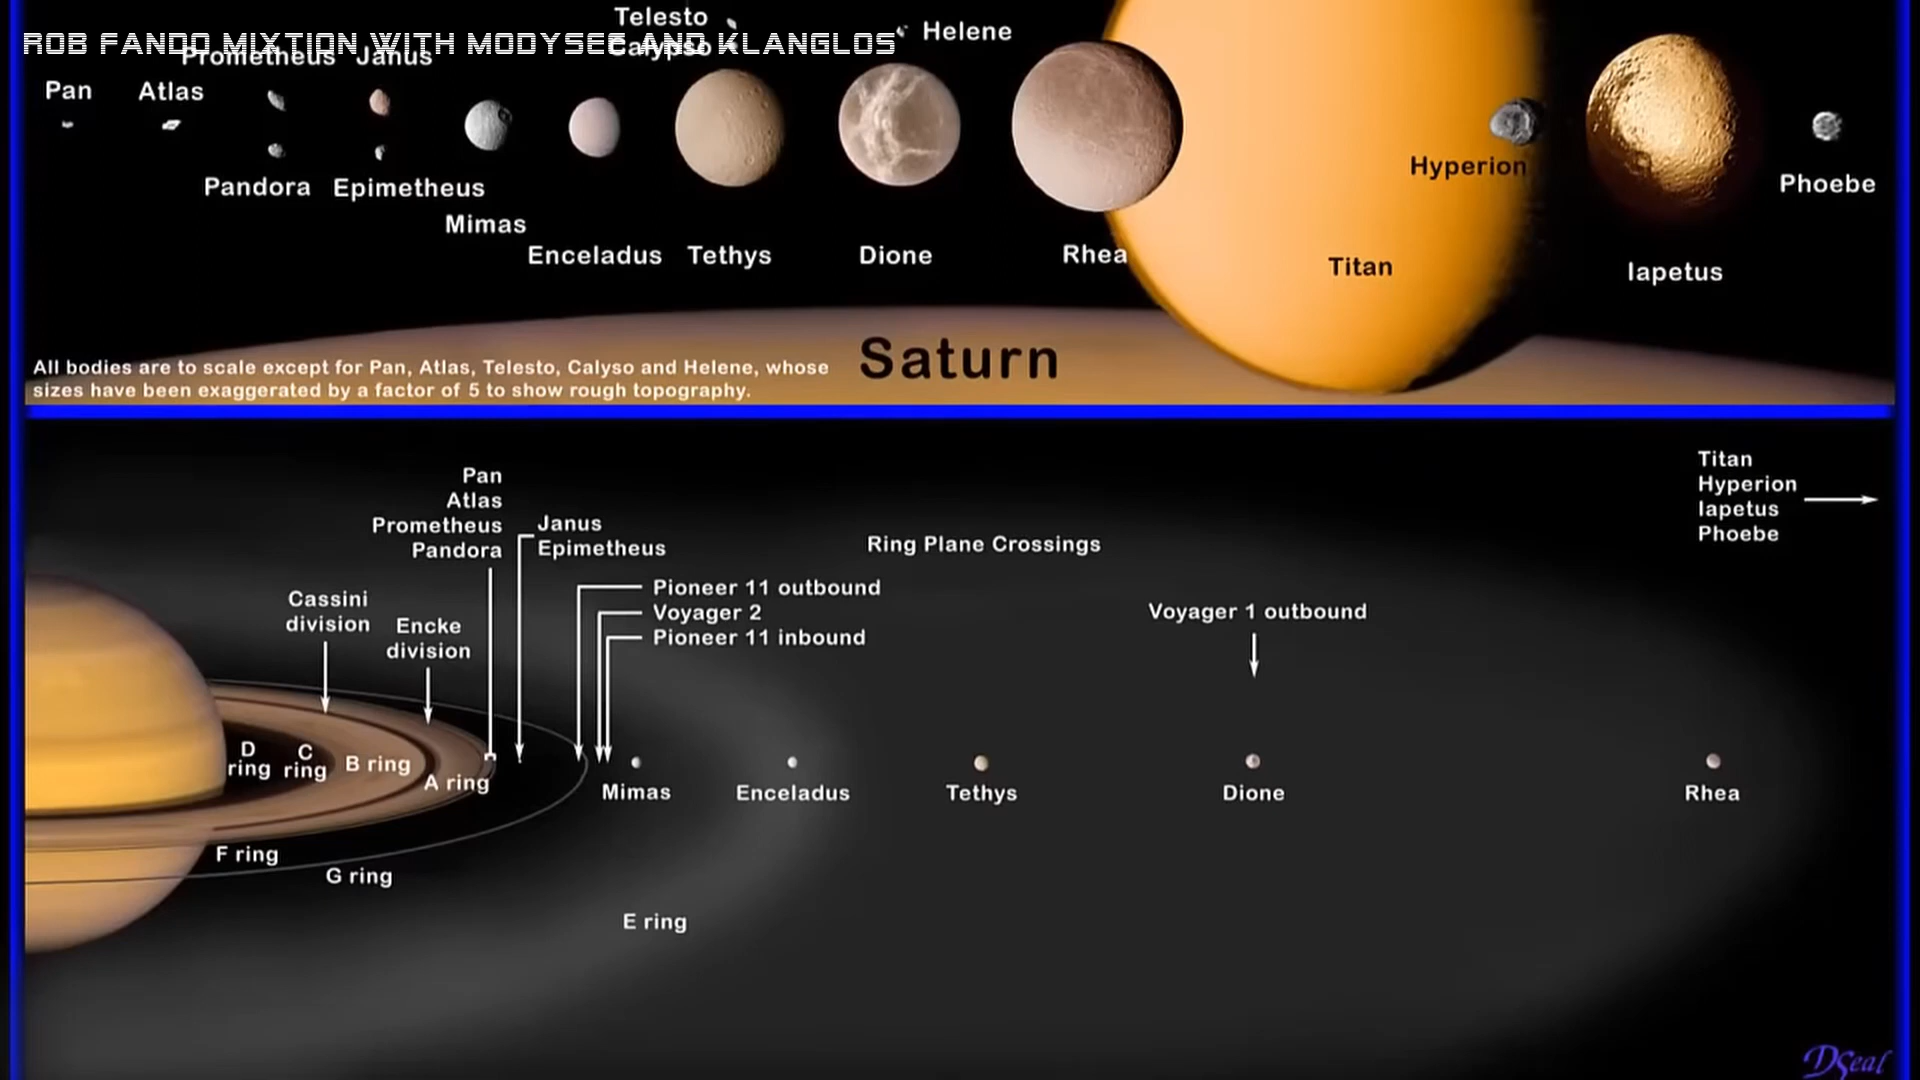 Telesto
Helene
ROB FANDO MIXTION WITH MODYSEE AND KLANGLOS
Calypso
Prometheus
Janus
Pan
Atlas
Hyperion
Phoebe
Pandora
Epimetheus
Mimas
Enceladus
Tethys
Dione
Rhea
Titan
Iapetus
Saturn
All bodies are to scale except for Pan, Atlas, Telesto, Calyso and Helene, whose
sizes have been exaggerated by a factor of 5 to show rough topography.
Titan
Hyperion
Iapetus
Phoebe
Pan
Atlas
Prometheus
Pandora
Janus
Epimetheus
Ring Plane Crossings
Pioneer 11 outbound
Voyager 2
Pioneer 11 inbound
Voyager 1 outbound
Cassini
division
Encke
division
D
ring
C
ring
B ring
A ring
Mimas
Enceladus
Tethys
Dione
Rhea
F ring
G ring
E ring
DSeal